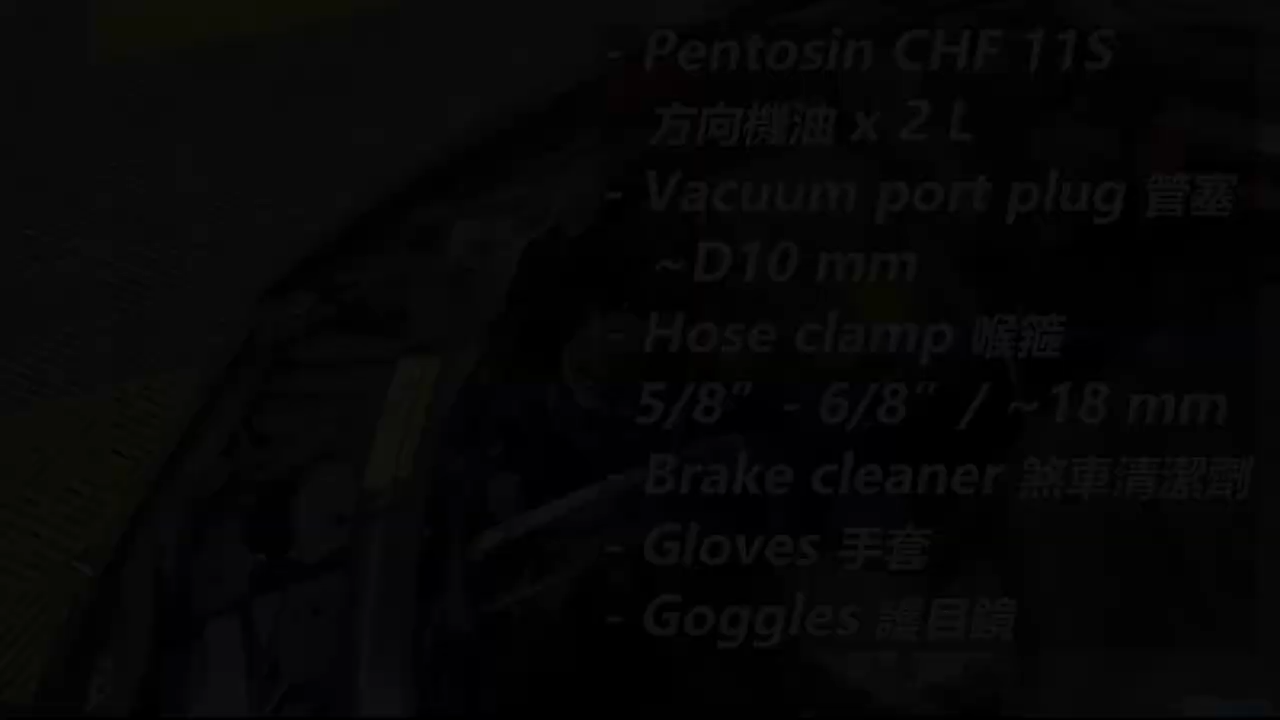 - Pentosin CHF 11S
方向機油 x 2 L
- Vacuum port plug 管塞
~D10 mm
- Hose clamp 喉箍
5/8” - 6/8” / ~18 mm
- Brake cleaner 煞車清潔劑
- Gloves 手套
- Goggles 護目鏡